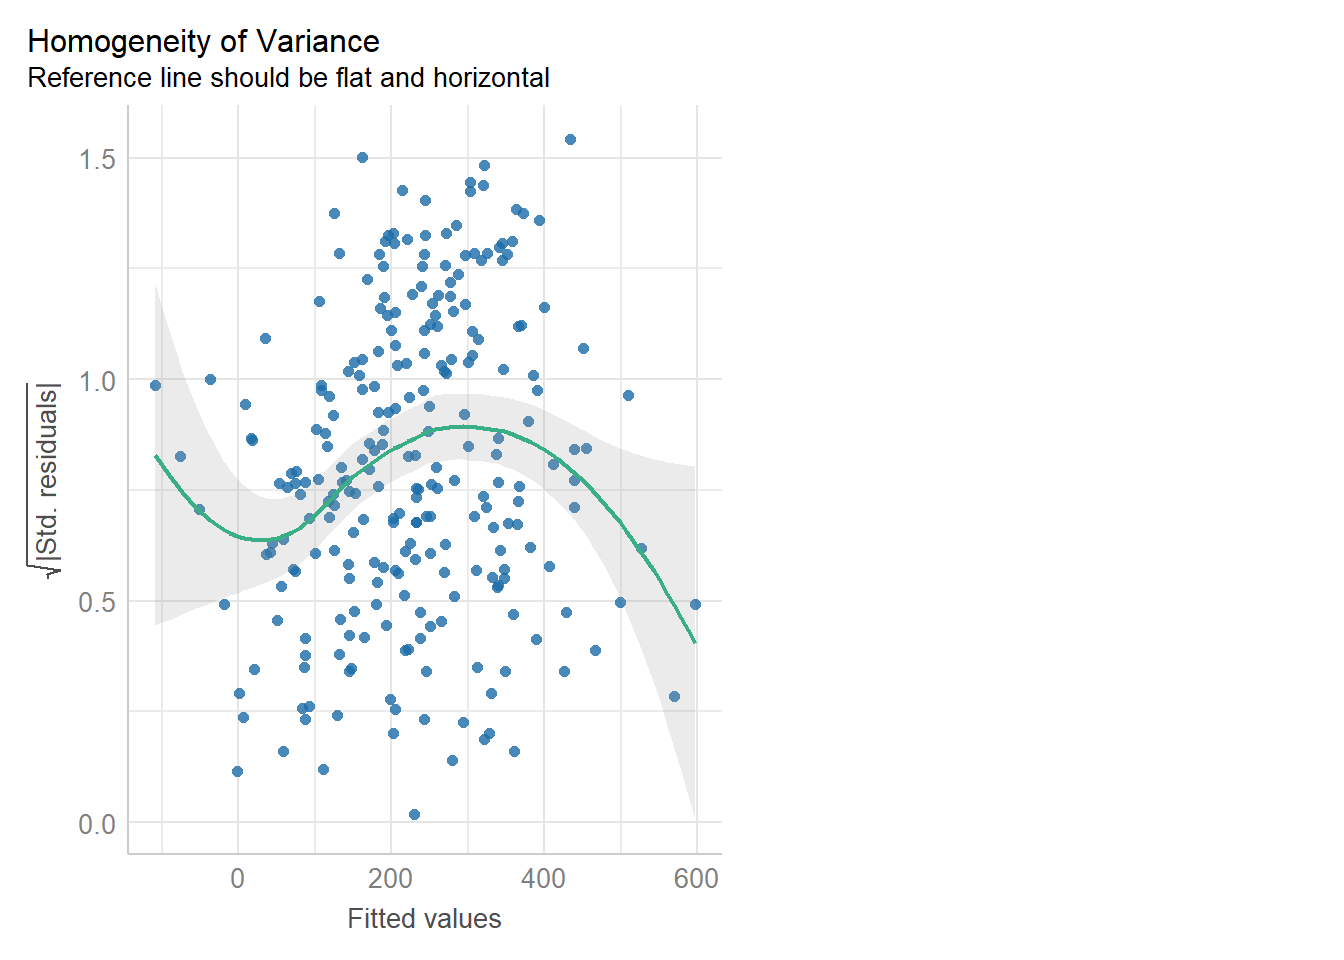 Homogeneity of Variance
Reference line should be flat and horizontal
1.5
1.0
0.5
0.0
√|Std. residuals|
0 200 400 600
Fitted values